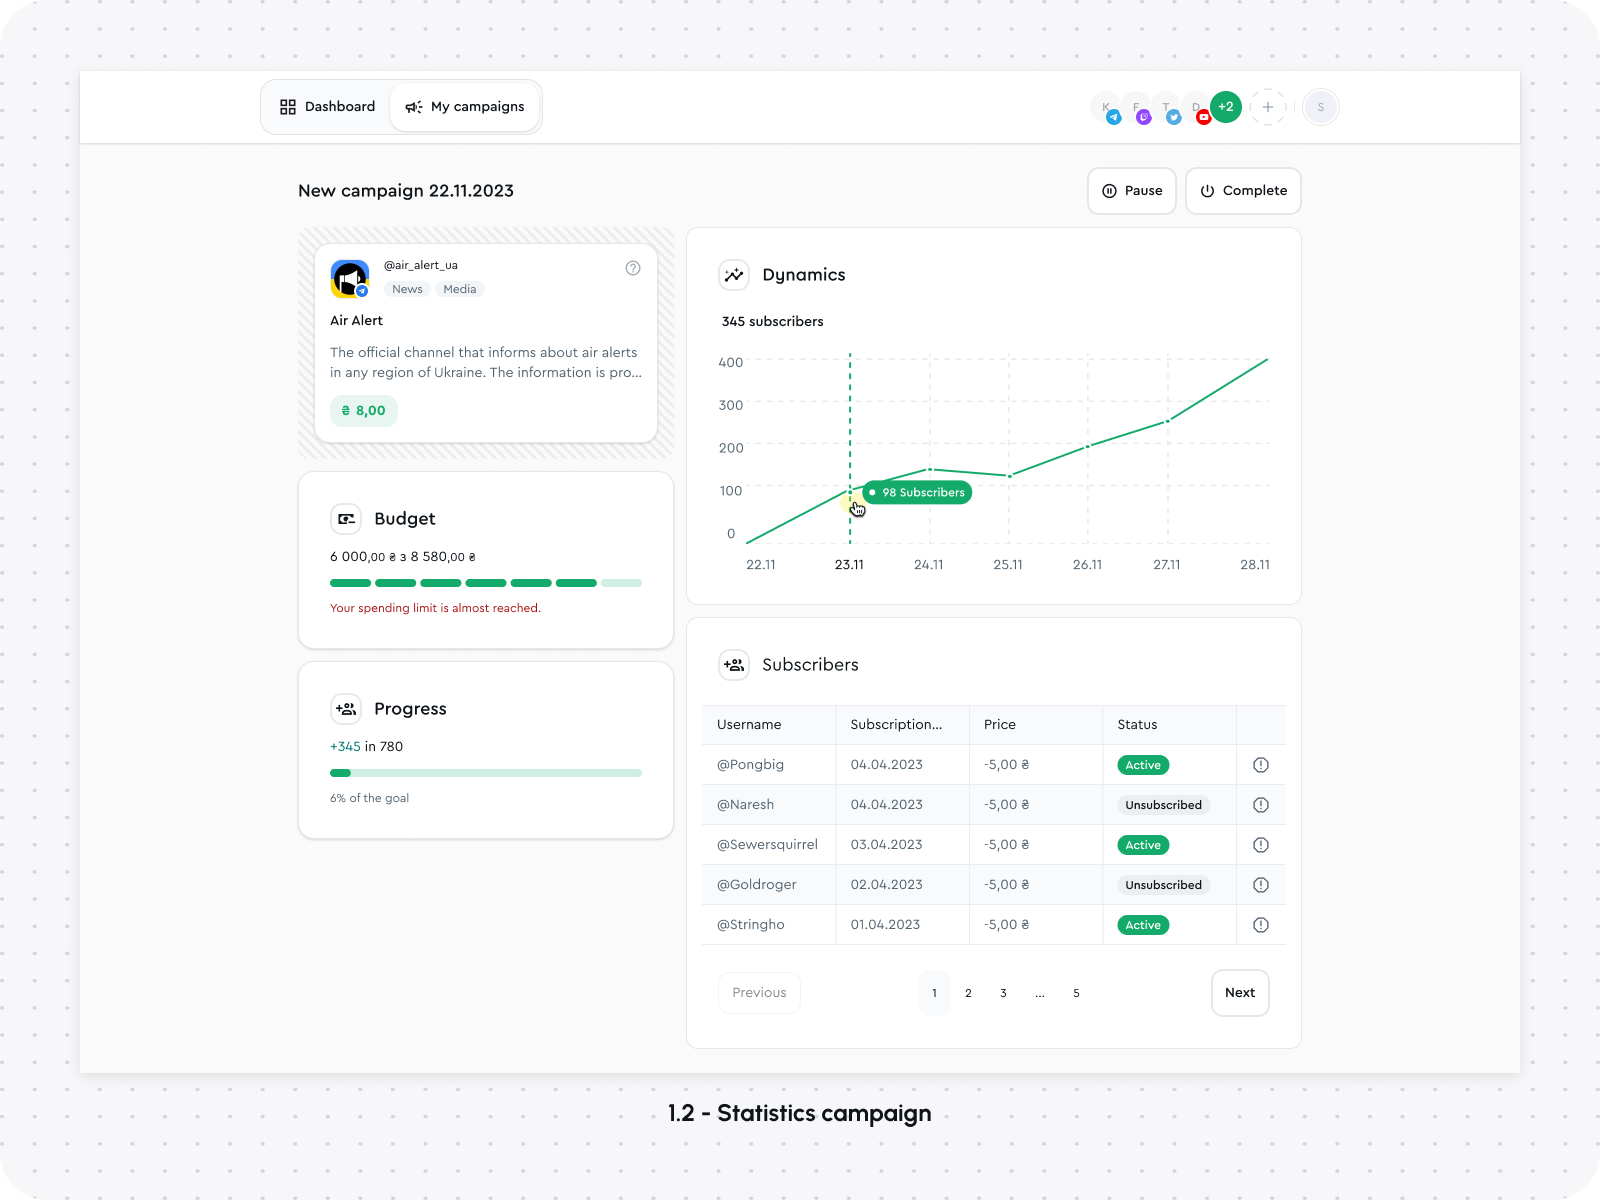 Dashboard
My campaigns
K F T D +2 + S
New campaign 22.11.2023
Pause
Complete
@air_alert_ua
News Media
Air Alert
The official channel that informs about air alerts
in any region of Ukraine. The information is pro...
₴ 8,00
Budget
6 000,00 ₴ з 8 580,00 ₴
Your spending limit is almost reached.
Progress
+345 in 780
6% of the goal
Dynamics
345 subscribers
400
300
200
100
0
98 Subscribers
22.11 23.11 24.11 25.11 26.11 27.11 28.11
Subscribers
Username Subscription... Price Status
@Pongbig 04.04.2023 -5,00 ₴ Active
@Naresh 04.04.2023 -5,00 ₴ Unsubscribed
@Sewersquirrel 03.04.2023 -5,00 ₴ Active
@Goldroger 02.04.2023 -5,00 ₴ Unsubscribed
@Stringho 01.04.2023 -5,00 ₴ Active
Previous 1 2 3 ... 5 Next
1.2 - Statistics campaign